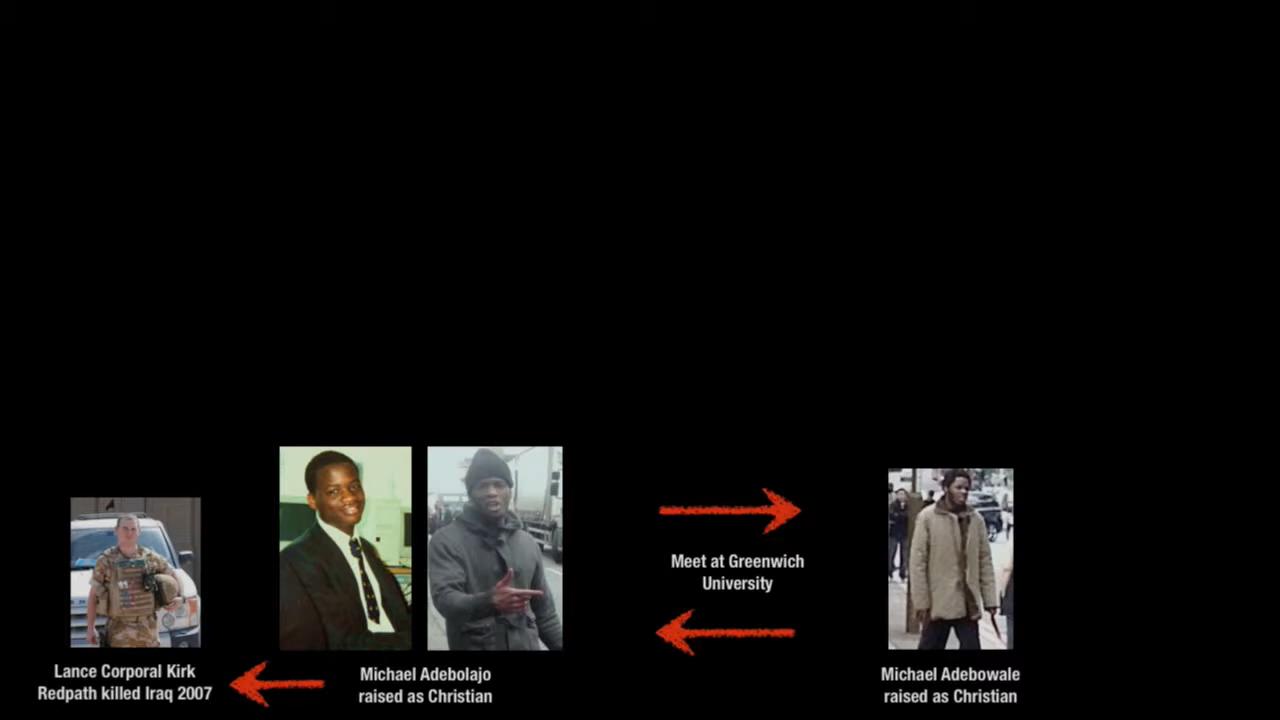 Meet at Greenwich
University
Lance Corporal Kirk
Redpath killed Iraq 2007
Michael Adebolajo
raised as Christian
Michael Adebowale
raised as Christian